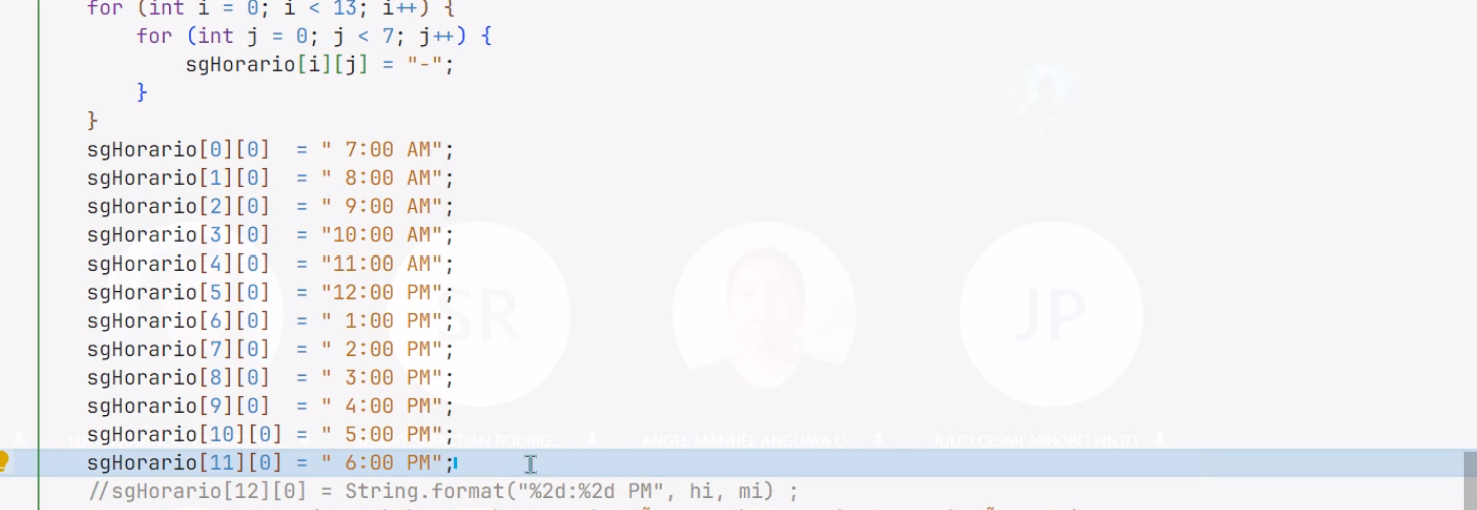 for (int i = 0; i < 13; i++) {
for (int j = 0; j < 7; j++) {
sgHorario[i][j] = "-";
}
}
sgHorario[0][0]  = " 7:00 AM";
sgHorario[1][0]  = " 8:00 AM";
sgHorario[2][0]  = " 9:00 AM";
sgHorario[3][0]  = "10:00 AM";
sgHorario[4][0]  = "11:00 AM";
sgHorario[5][0]  = "12:00 PM";
SR
JP
sgHorario[6][0]  = " 1:00 PM";
sgHorario[7][0]  = " 2:00 PM";
sgHorario[8][0]  = " 3:00 PM";
sgHorario[9][0]  = " 4:00 PM";
sgHorario[10][0] = " 5:00 PM";
ANGEL MANUEL ANGUAYA
JULIO CESAR ARROBO PINTO
sgHorario[11][0] = " 6:00 PM";
//sgHorario[12][0] = String.format("%2d:%2d PM", hi, mi) ;